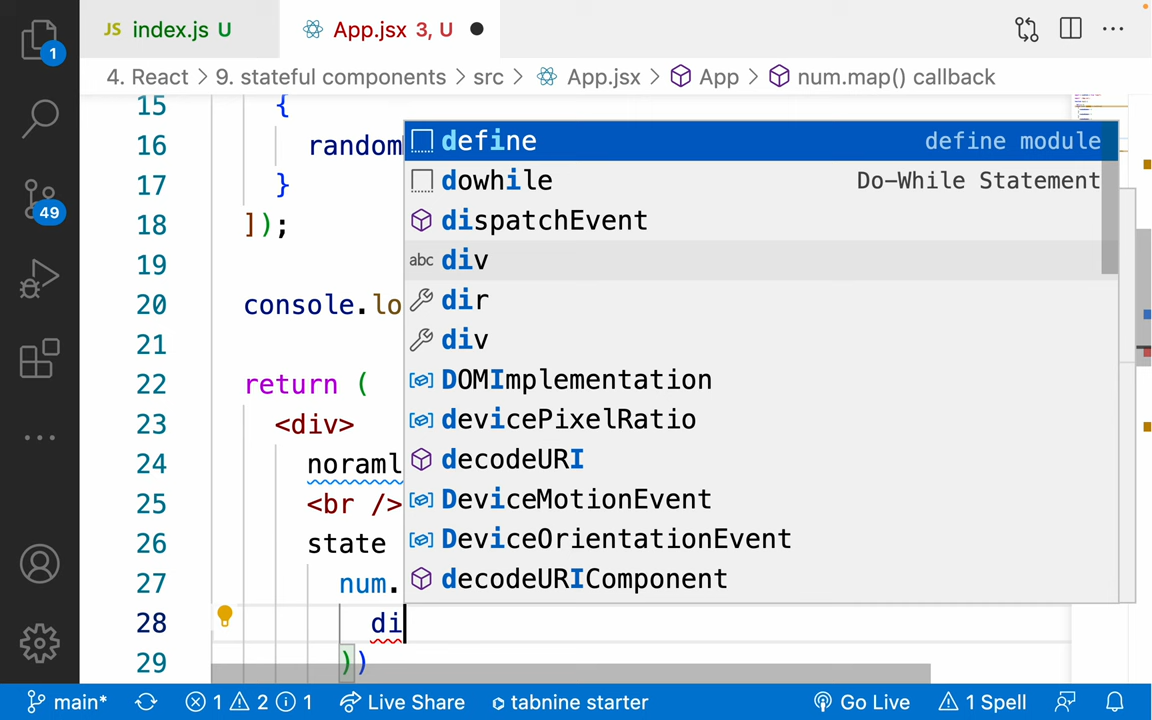 JS index.js U App.jsx 3, U
4. React > 9. stateful components > src > App.jsx > App > num.map() callback
1
49
15 {
16 random
17 }
18 ]);
19
20 console.lo
21
22 return (
23 <div>
24 noraml
25 <br />
26 state
27 num.
28 di
29 ))
define define module
dowhile Do-While Statement
dispatchEvent
abc div
dir
div
DOMImplementation
devicePixelRatio
decodeURI
DeviceMotionEvent
DeviceOrientationEvent
decodeURIComponent
main* 1 2 1 Live Share tabnine starter Go Live 1 Spell